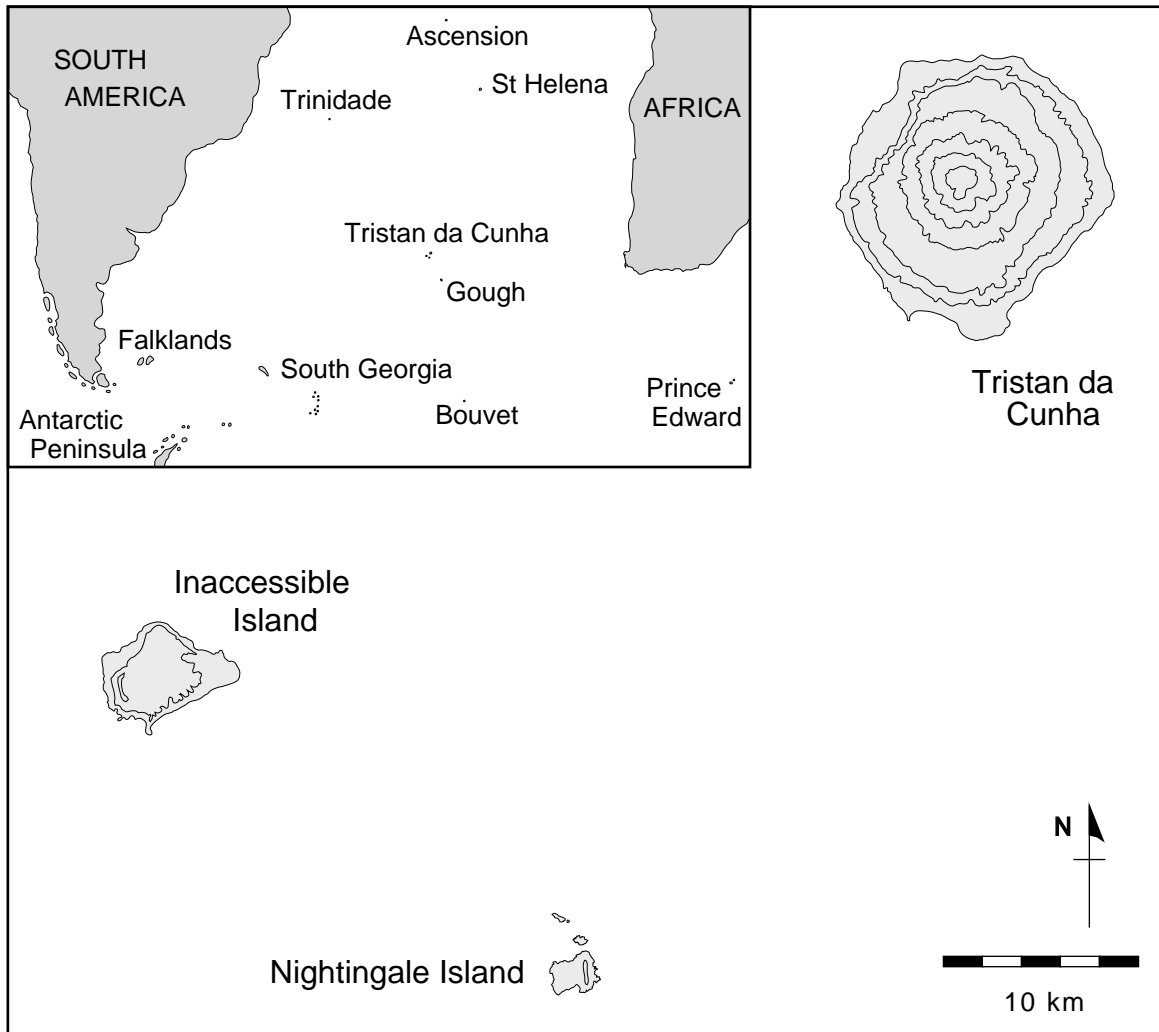 Ascension
SOUTH
AMERICA
St Helena
Trinidade
AFRICA
Tristan da Cunha
Gough
Falklands
South Georgia
Prince
Edward
Bouvet
Antarctic
Peninsula
Tristan da
Cunha
Inaccessible
Island
N
Nightingale Island
10 km